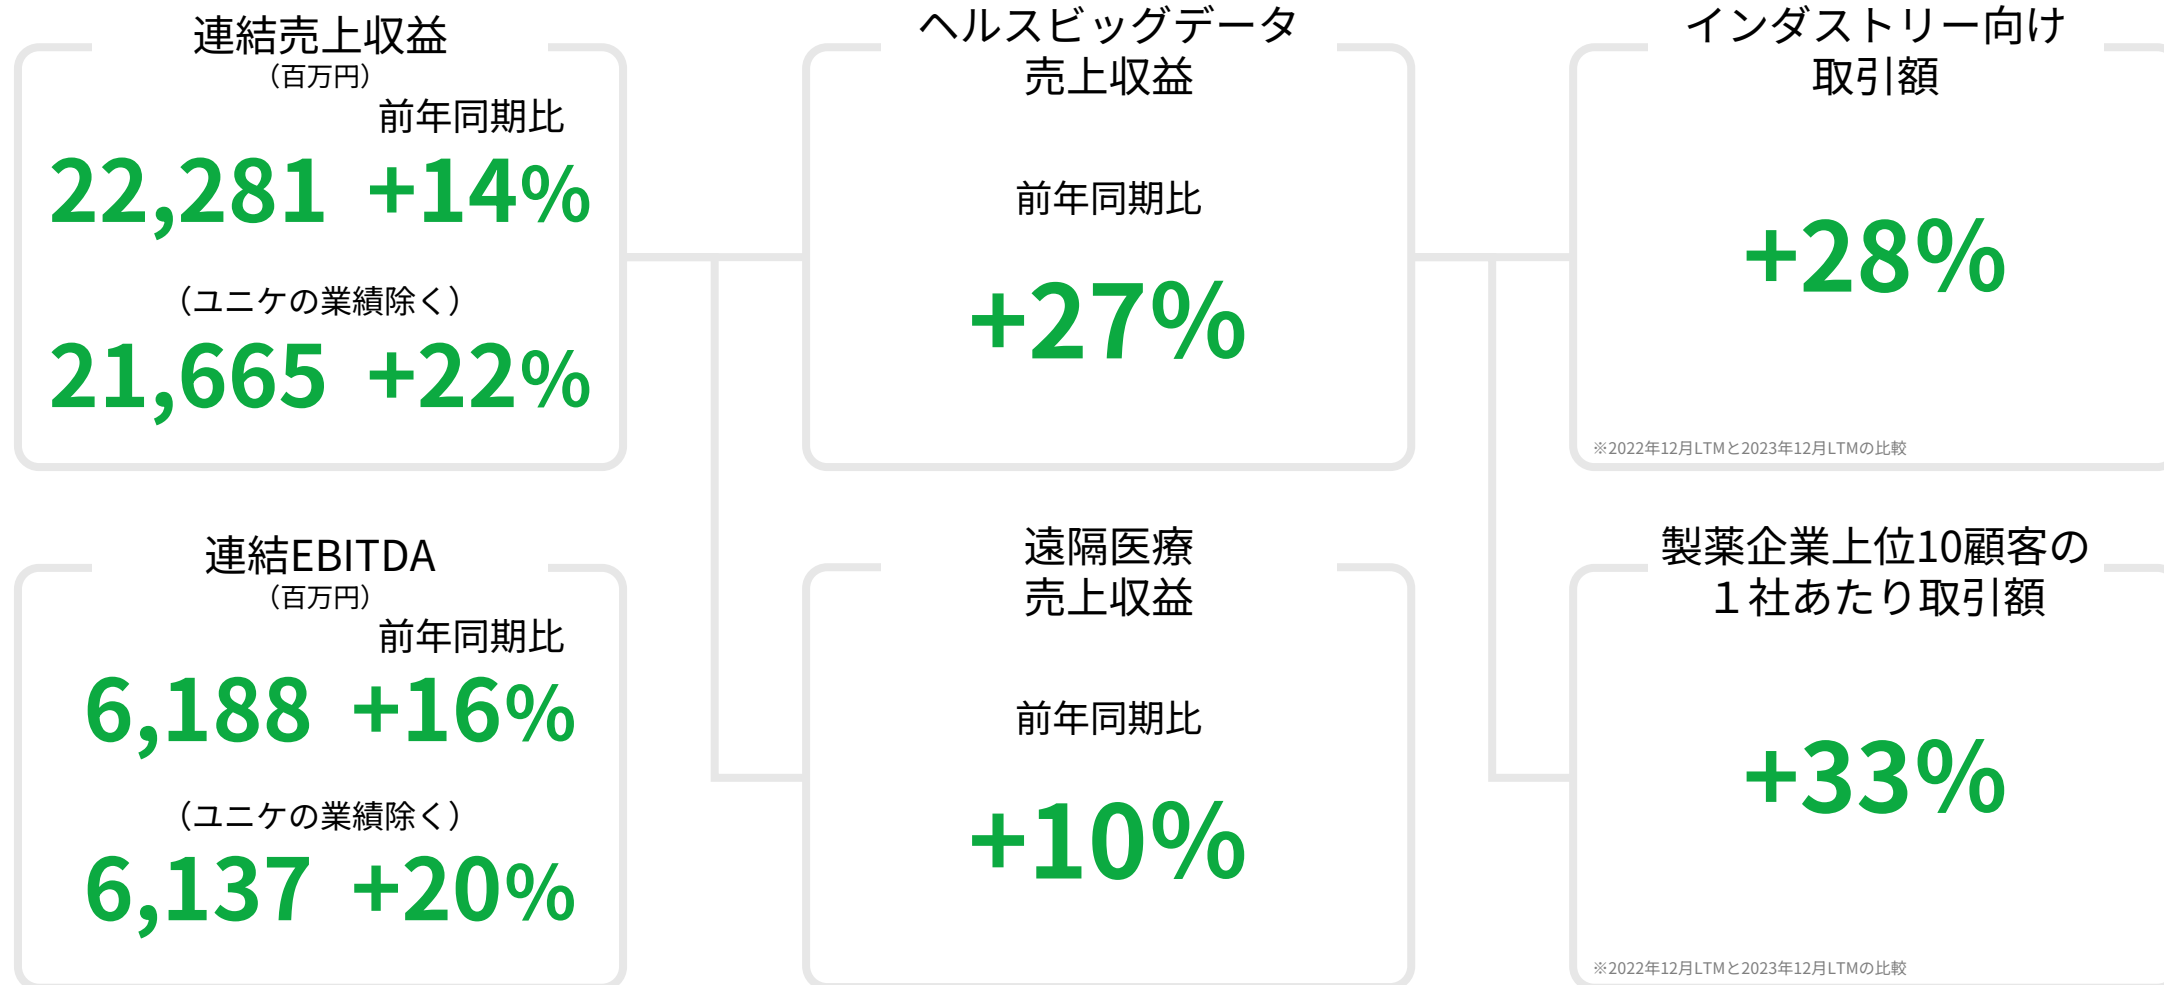 連結売上収益
（百万円）
前年同期比
22,281 +14%
（ユニケの業績除く）
21,665 +22%
連結EBITDA
（百万円）
前年同期比
6,188 +16%
（ユニケの業績除く）
6,137 +20%
ヘルスビッグデータ
売上収益
前年同期比
+27%
遠隔医療
売上収益
前年同期比
+10%
インダストリー向け
取引額
+28%
※2022年12月LTMと2023年12月LTMの比較
製薬企業上位10顧客の
１社あたり取引額
+33%
※2022年12月LTMと2023年12月LTMの比較